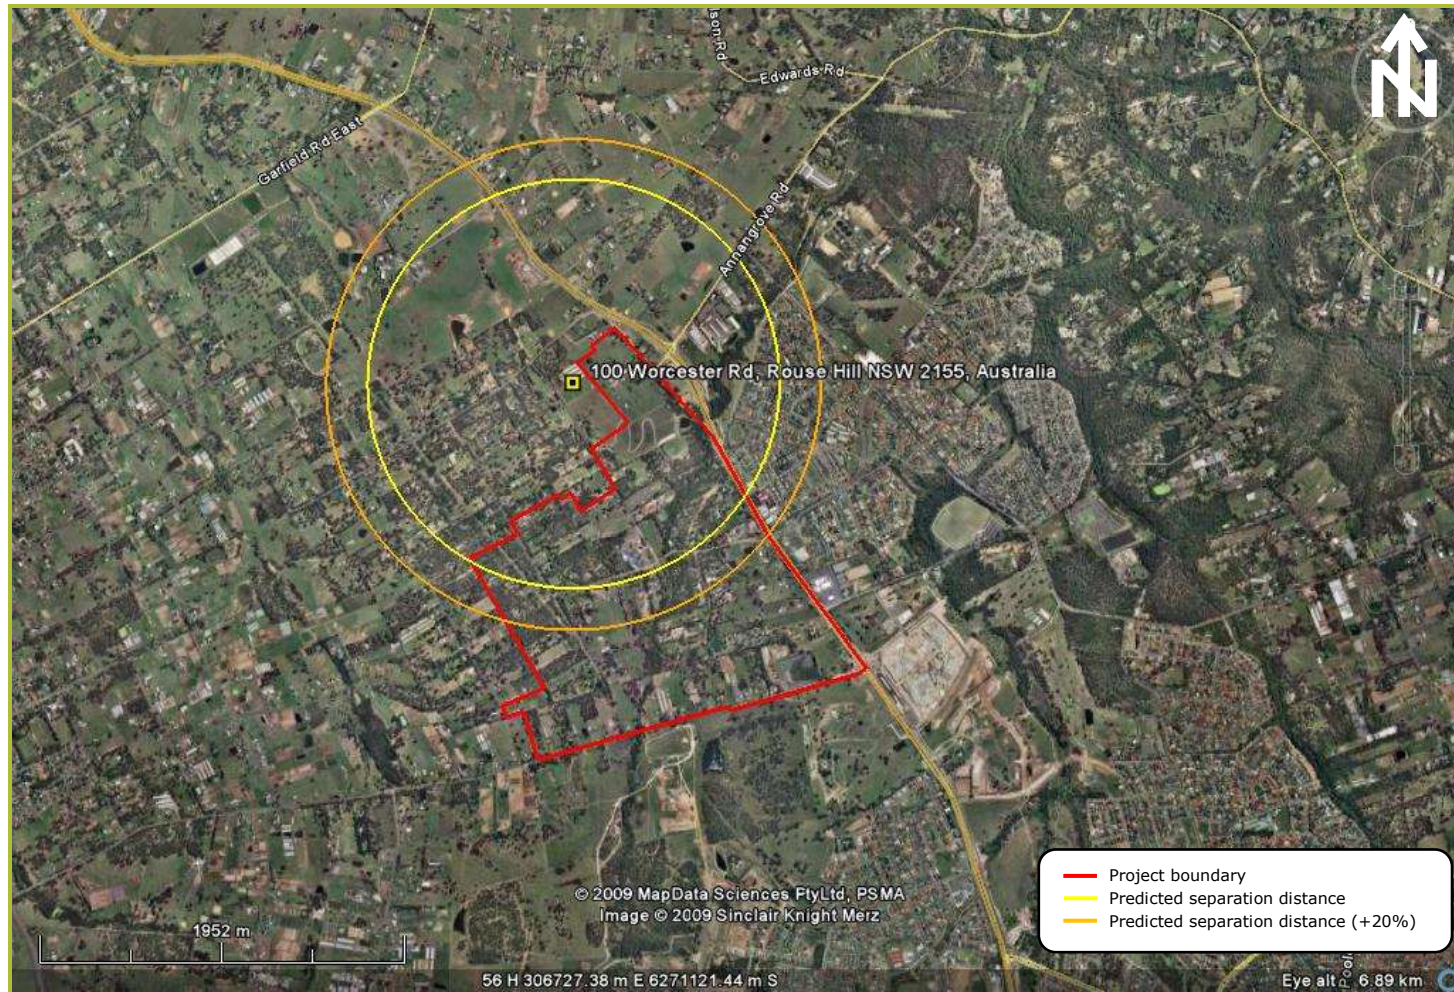 Edwards Rd
N
Garfield Rd East
Annangrove Rd
100 Worcester Rd, Rouse Hill NSW 2155, Australia
Project boundary
Predicted separation distance
Predicted separation distance (+20%)
© 2009 MapData Sciences PtyLtd, PSMA
Image © 2009 Sinclair Knight Merz
1952 m
56 H 306727.38 m E 6271121.44 m S
Eye alt 6.89 km